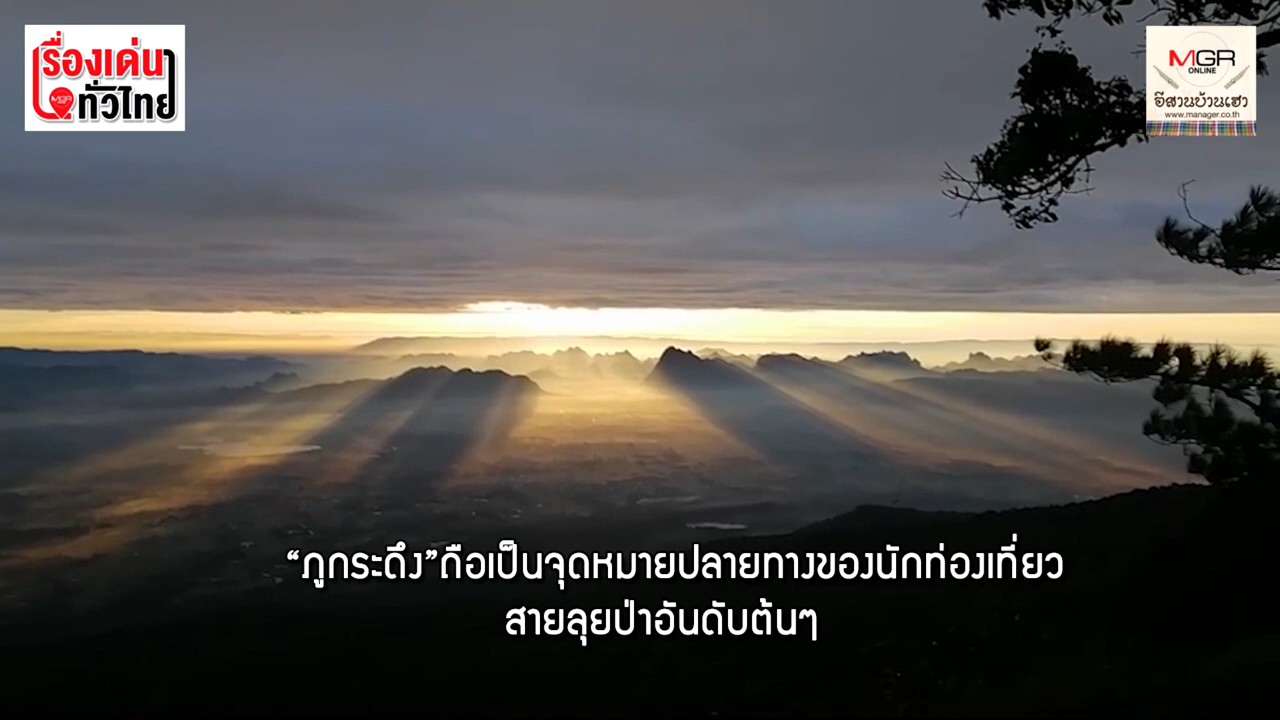 เรื่องเด่น
MGR
ทั่วไทย
MGR
ONLINE
อีสานบ้านเฮา
www.manager.co.th
“ภูกระดึง”ถือเป็นจุดหมายปลายทางของนักท่องเที่ยว
สายลุยป่าอันดับต้นๆ